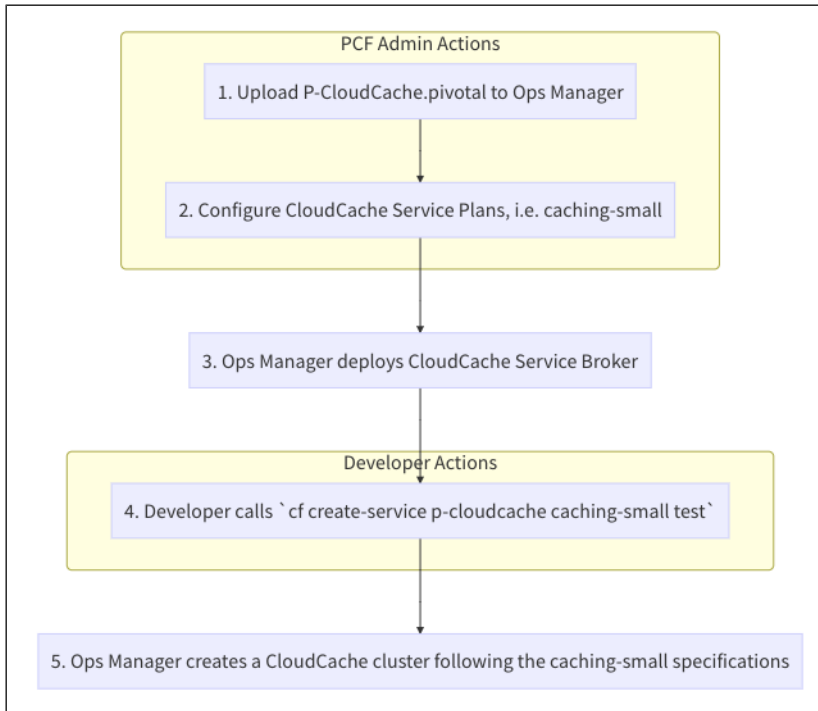 PCF Admin Actions
1. Upload P-CloudCache.pivotal to Ops Manager
2. Configure CloudCache Service Plans, i.e. caching-small
3. Ops Manager deploys CloudCache Service Broker
Developer Actions
4. Developer calls `cf create-service p-cloudcache caching-small test`
5. Ops Manager creates a CloudCache cluster following the caching-small specifications